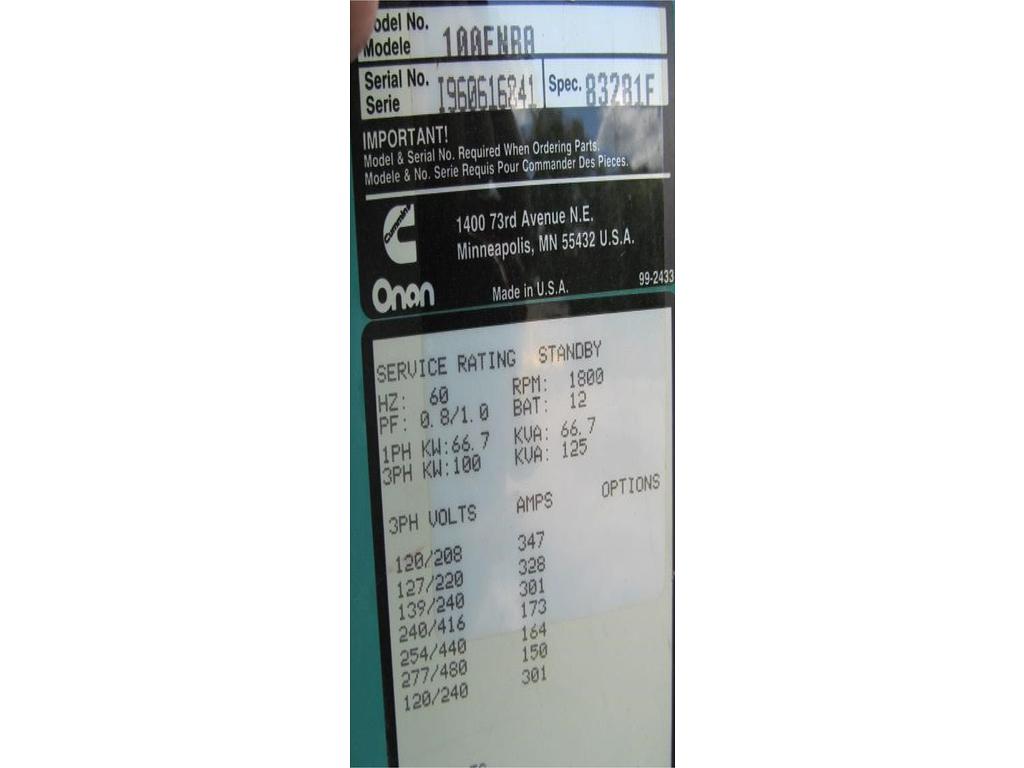 odel No.
Modele 100ENBA
Serial No. Serie I960616241 Spec. 83281F
IMPORTANT!
Model & Serial No. Required When Ordering Parts.
Modele & No. Serie Requis Pour Commander Des Pieces.
Cummins
1400 73rd Avenue N.E.
Minneapolis, MN 55432 U.S.A.
Onan Made in U.S.A. 99-2433
SERVICE RATING STANDBY
HZ: 60 RPM: 1800
PF: 0.8/1.0 BAT: 12
1PH KW:66.7 KVA: 66.7
3PH KW:100 KVA: 125
3PH VOLTS AMPS OPTIONS
120/208 347
127/220 328
139/240 301
240/416 173
254/440 164
277/480 150
120/240 301